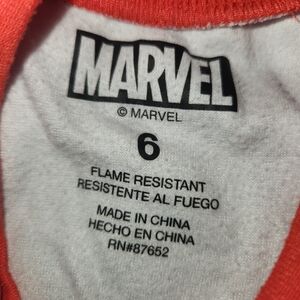 MARVEL
© MARVEL
6
FLAME RESISTANT
RESISTENTE AL FUEGO
MADE IN CHINA
HECHO EN CHINA
RN#87652